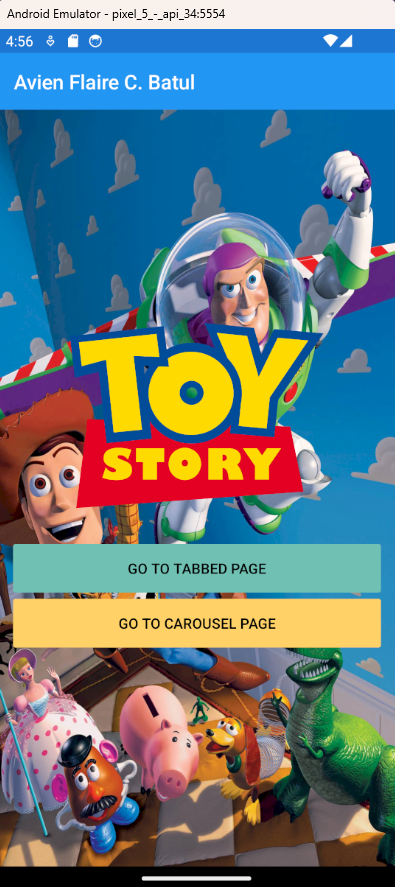 Android Emulator - pixel_5_-_api_34:5554
4:56
Avien Flaire C. Batul
TOY
STORY
GO TO TABBED PAGE
GO TO CAROUSEL PAGE